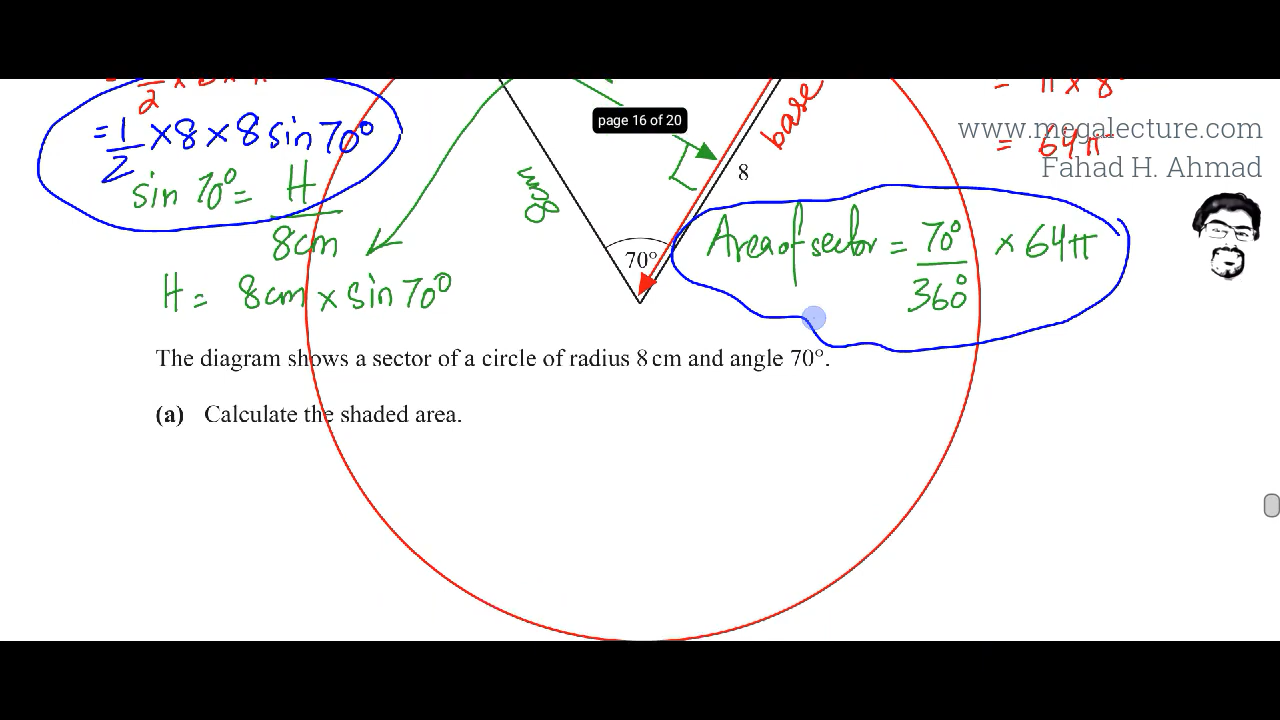 = π × 8
= 1/2 × 8 × 8 sin 70°
sin 70° = H / 8cm
H = 8cm × sin 70°
page 16 of 20
base
8
8cm
70°
www.megalecture.com
= 64π
Fahad H. Ahmad
Area of sector = 70° / 360° × 64π
The diagram shows a sector of a circle of radius 8 cm and angle 70°.
(a) Calculate the shaded area.